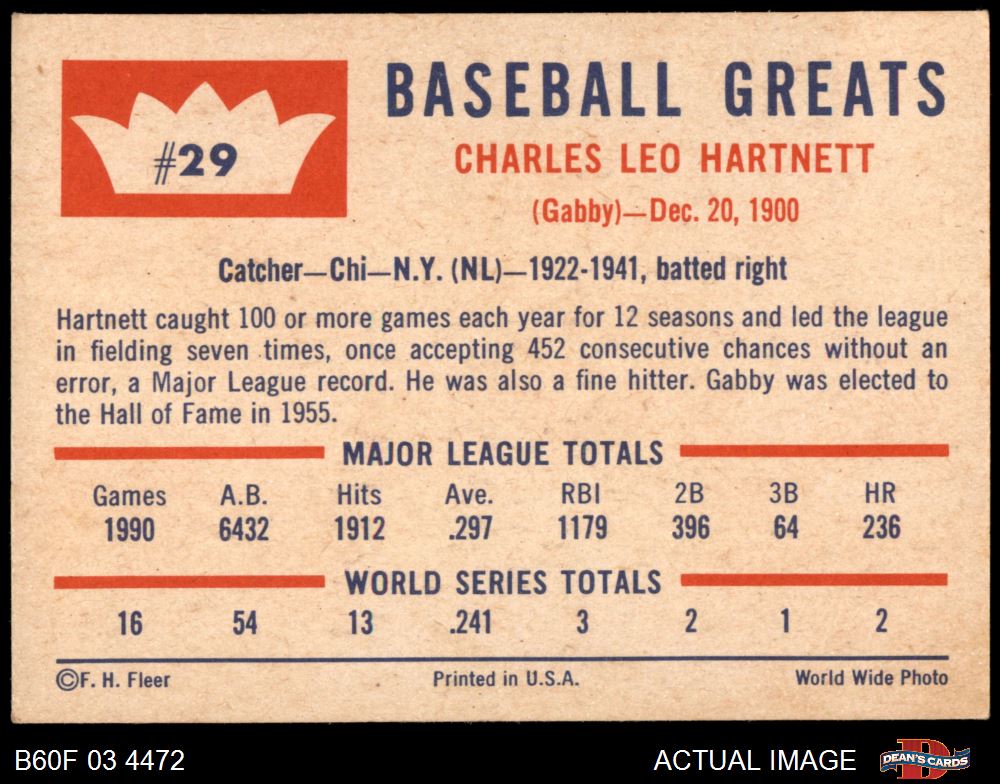 #29
BASEBALL GREATS
CHARLES LEO HARTNETT
(Gabby)—Dec. 20, 1900
Catcher—Chi—N.Y. (NL)—1922-1941, batted right
Hartnett caught 100 or more games each year for 12 seasons and led the league
in fielding seven times, once accepting 452 consecutive chances without an
error, a Major League record. He was also a fine hitter. Gabby was elected to
the Hall of Fame in 1955.
MAJOR LEAGUE TOTALS
Games A.B. Hits Ave. RBI 2B 3B HR
1990 6432 1912 .297 1179 396 64 236
WORLD SERIES TOTALS
16 54 13 .241 3 2 1 2
©F. H. Fleer Printed in U.S.A. World Wide Photo
B60F 03 4472 ACTUAL IMAGE D DEAN'S CARDS